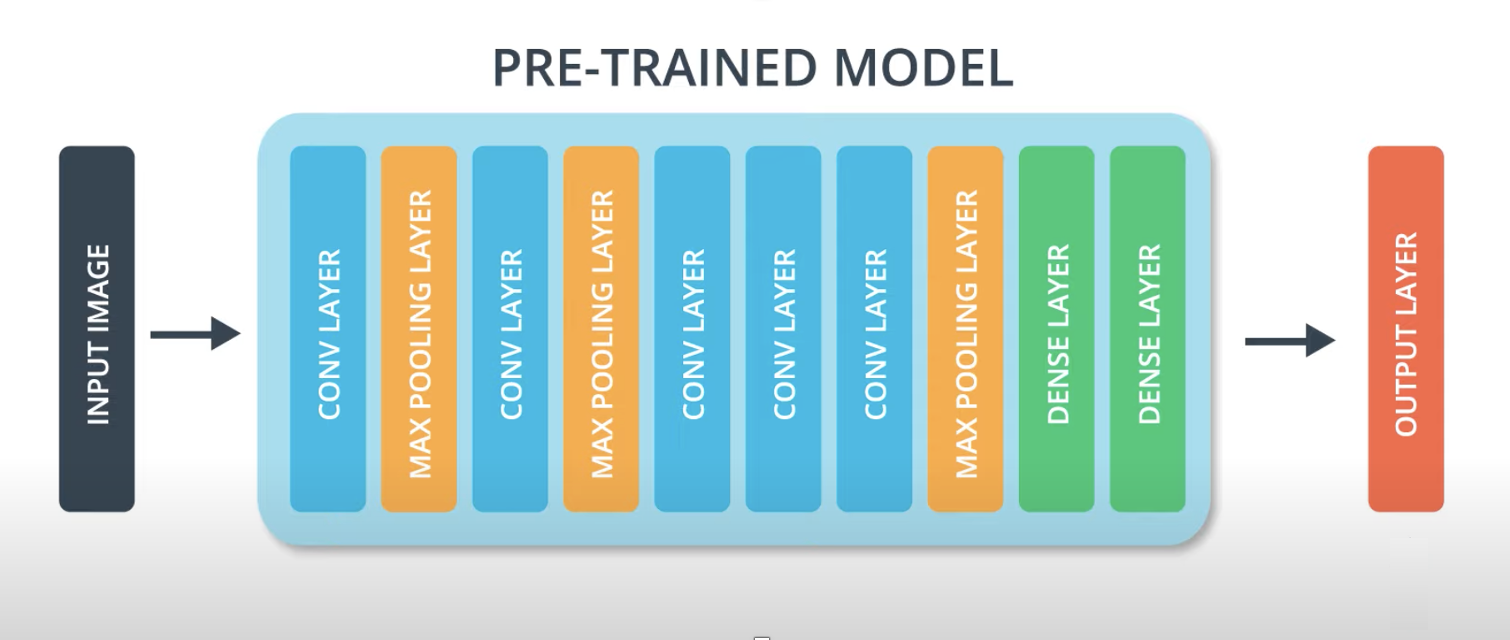 PRE-TRAINED MODEL
INPUT IMAGE
CONV LAYER
MAX POOLING LAYER
CONV LAYER
MAX POOLING LAYER
CONV LAYER
CONV LAYER
CONV LAYER
MAX POOLING LAYER
DENSE LAYER
DENSE LAYER
OUTPUT LAYER